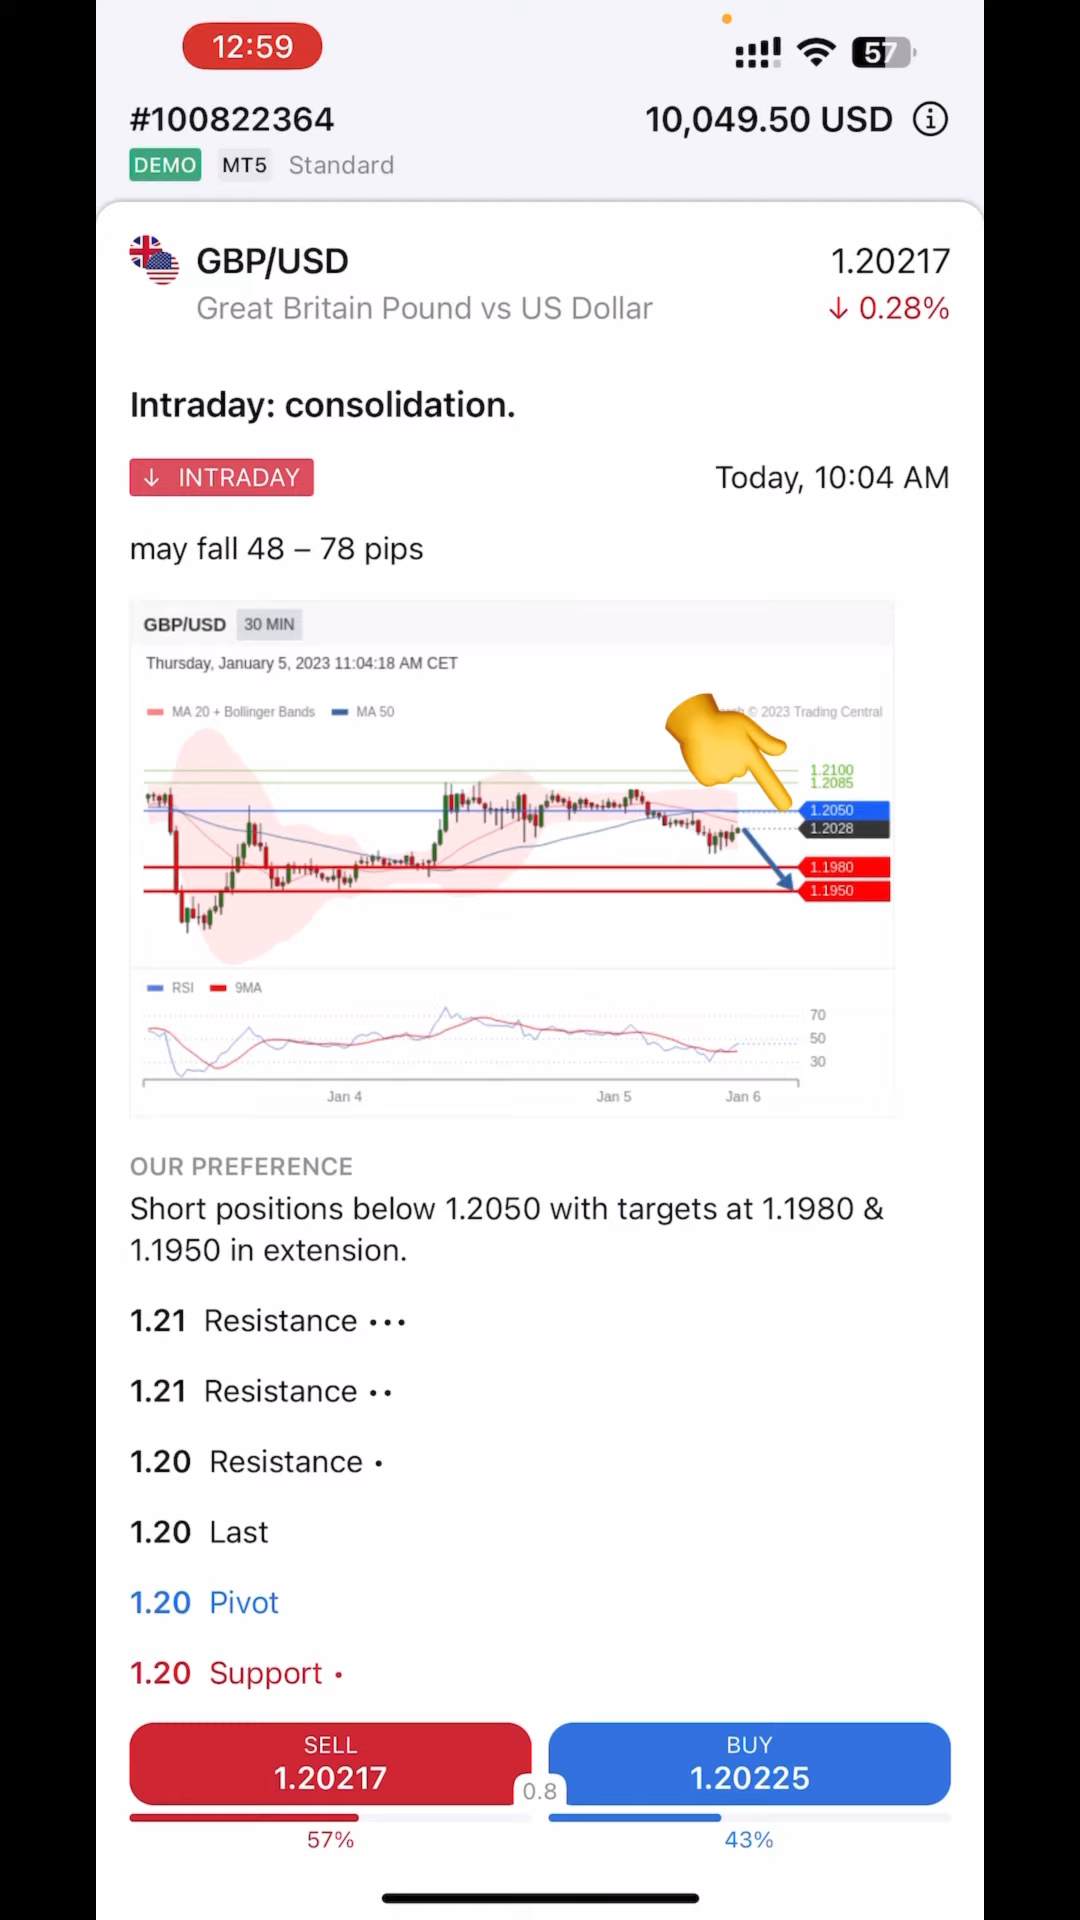 12:59
57
#100822364
10,049.50 USD
DEMO MT5 Standard
GBP/USD
1.20217
Great Britain Pound vs US Dollar
↓ 0.28%
Intraday: consolidation.
↓ INTRADAY
Today, 10:04 AM
may fall 48 – 78 pips
GBP/USD 30 MIN
Thursday, January 5, 2023 11:04:18 AM CET
MA 20 + Bollinger Bands MA 50
© 2023 Trading Central
1.2100
1.2085
1.2050
1.2028
1.1980
1.1950
RSI 9MA
70
50
30
Jan 4 Jan 5 Jan 6
OUR PREFERENCE
Short positions below 1.2050 with targets at 1.1980 &
1.1950 in extension.
1.21 Resistance •••
1.21 Resistance ••
1.20 Resistance •
1.20 Last
1.20 Pivot
1.20 Support •
SELL
1.20217
0.8
BUY
1.20225
57%
43%